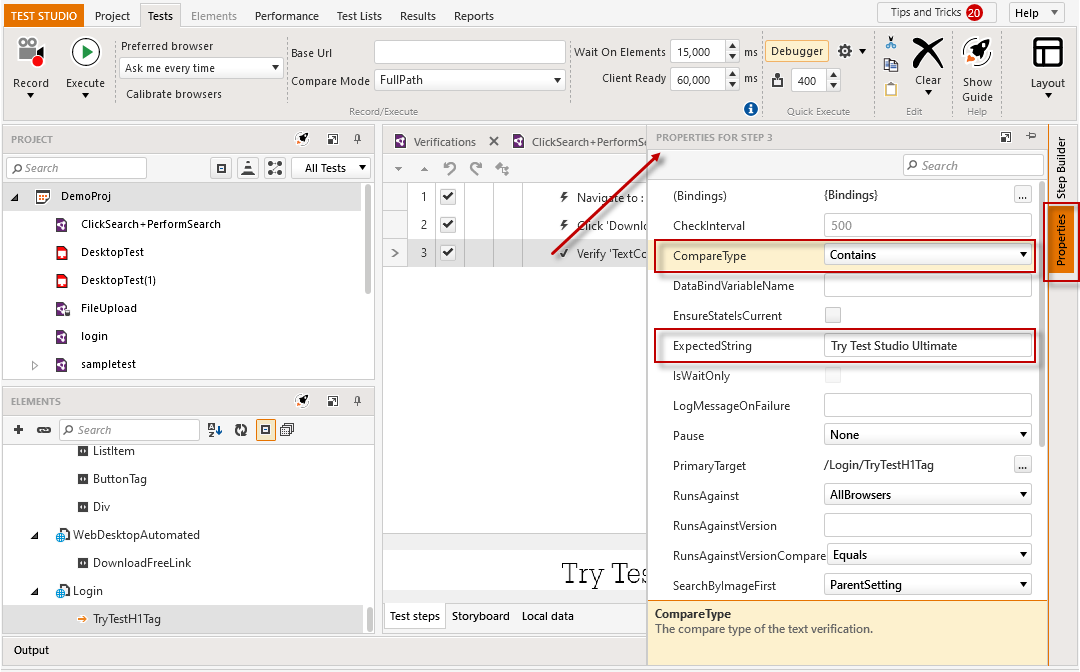 TEST STUDIO Project Tests Elements Performance Test Lists Results Reports Tips and Tricks 20 Help
Record
Execute
Preferred browser
Ask me every time
Calibrate browsers
Base Url
Compare Mode FullPath
Record/Execute
Wait On Elements 15,000 ms
Client Ready 60,000 ms
Debugger
400
Quick Execute
Clear
Edit
Show
Guide
Help
Layout
PROJECT
Search
All Tests
DemoProj
ClickSearch+PerformSearch
DesktopTest
DesktopTest(1)
FileUpload
login
sampletest
ELEMENTS
Search
ListItem
ButtonTag
Div
WebDesktopAutomated
DownloadFreeLink
Login
TryTestH1Tag
Output
Verifications ClickSearch+PerformSe
1 Navigate to :
2 Click 'Downlo
3 Verify 'TextCo
Try Tes
Test steps Storyboard Local data
PROPERTIES FOR STEP 3
Search
(Bindings) {Bindings} ...
CheckInterval 500
CompareType Contains
DataBindVariableName
EnsureStateIsCurrent
ExpectedString Try Test Studio Ultimate
IsWaitOnly
LogMessageOnFailure
Pause None
PrimaryTarget /Login/TryTestH1Tag ...
RunsAgainst AllBrowsers
RunsAgainstVersion
RunsAgainstVersionCompare Equals
SearchByImageFirst ParentSetting
CompareType
The compare type of the text verification.
Step Builder
Properties